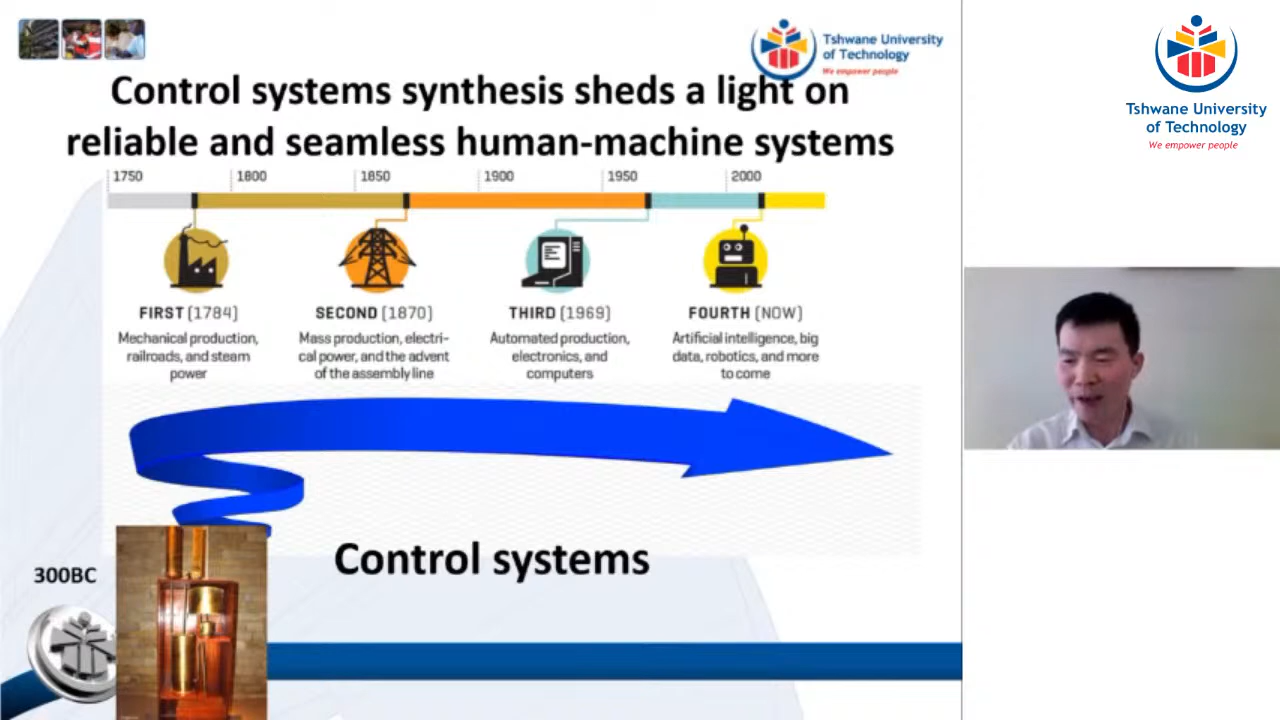 Tshwane University
of Technology
We empower people
Control systems synthesis sheds a light on
reliable and seamless human-machine systems
1750 1800 1850 1900 1950 2000
FIRST (1784)
Mechanical production,
railroads, and steam
power
SECOND (1870)
Mass production, electri-
cal power, and the advent
of the assembly line
THIRD (1969)
Automated production,
electronics, and
computers
FOURTH (NOW)
Artificial intelligence, big
data, robotics, and more
to come
Control systems
300BC
Tshwane University
of Technology
We empower people